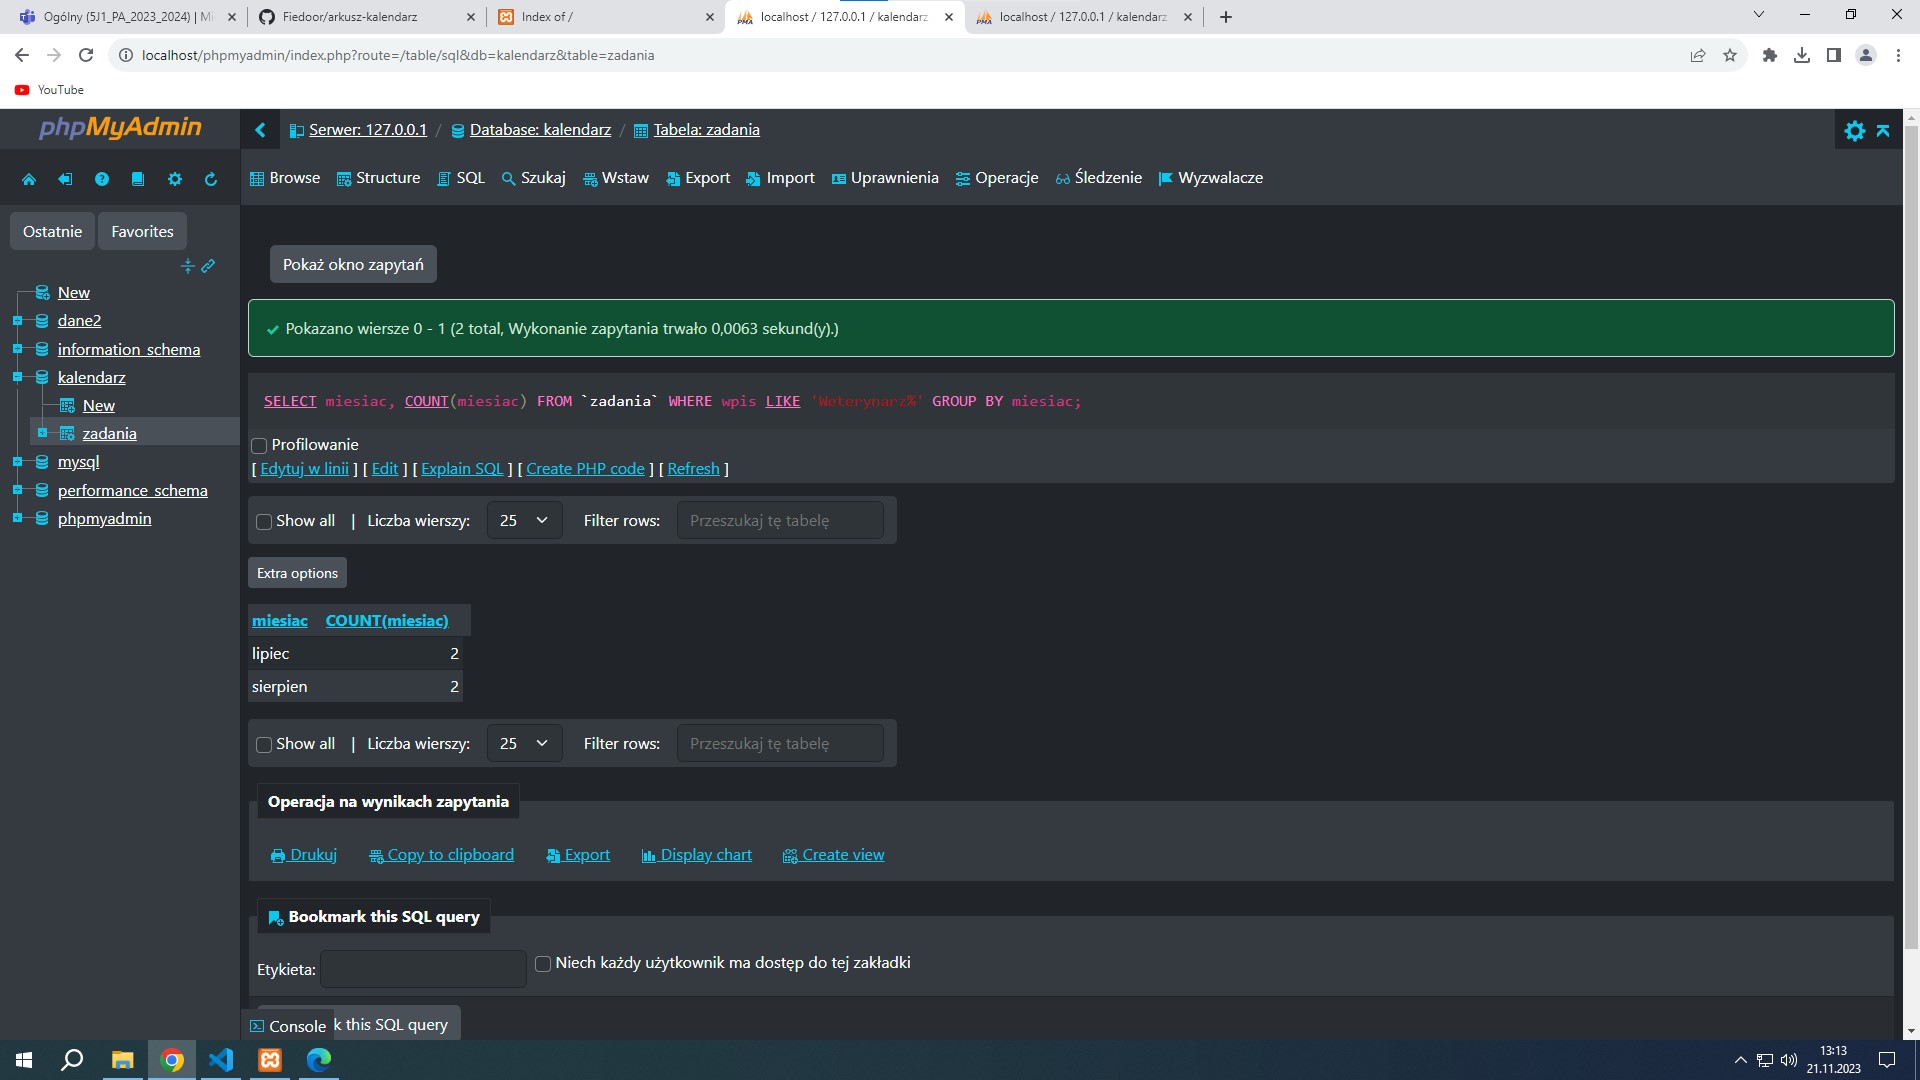 Ogólny (5J1_PA_2023_2024) | Mi
Fiedoor/arkusz-kalendarz
Index of /
localhost / 127.0.0.1 / kalendarz
localhost / 127.0.0.1 / kalendarz
localhost/phpmyadmin/index.php?route=/table/sql&db=kalendarz&table=zadania
YouTube
phpMyAdmin
Serwer: 127.0.0.1 / Database: kalendarz / Tabela: zadania
Browse Structure SQL Szukaj Wstaw Export Import Uprawnienia Operacje Śledzenie Wyzwalacze
Ostatnie Favorites
New
dane2
information_schema
kalendarz
New
zadania
mysql
performance_schema
phpmyadmin
Pokaż okno zapytań
Pokazano wiersze 0 - 1 (2 total, Wykonanie zapytania trwało 0,0063 sekund(y).)
SELECT miesiac, COUNT(miesiac) FROM `zadania` WHERE wpis LIKE 'Weterynarz%' GROUP BY miesiac;
Profilowanie
[ Edytuj w linii ] [ Edit ] [ Explain SQL ] [ Create PHP code ] [ Refresh ]
Show all | Liczba wierszy: 25 Filter rows: Przeszukaj tę tabelę
Extra options
miesiac COUNT(miesiac)
lipiec 2
sierpien 2
Show all | Liczba wierszy: 25 Filter rows: Przeszukaj tę tabelę
Operacja na wynikach zapytania
Drukuj Copy to clipboard Export Display chart Create view
Bookmark this SQL query
Etykieta: Niech każdy użytkownik ma dostęp do tej zakładki
Console k this SQL query
13:13
21.11.2023